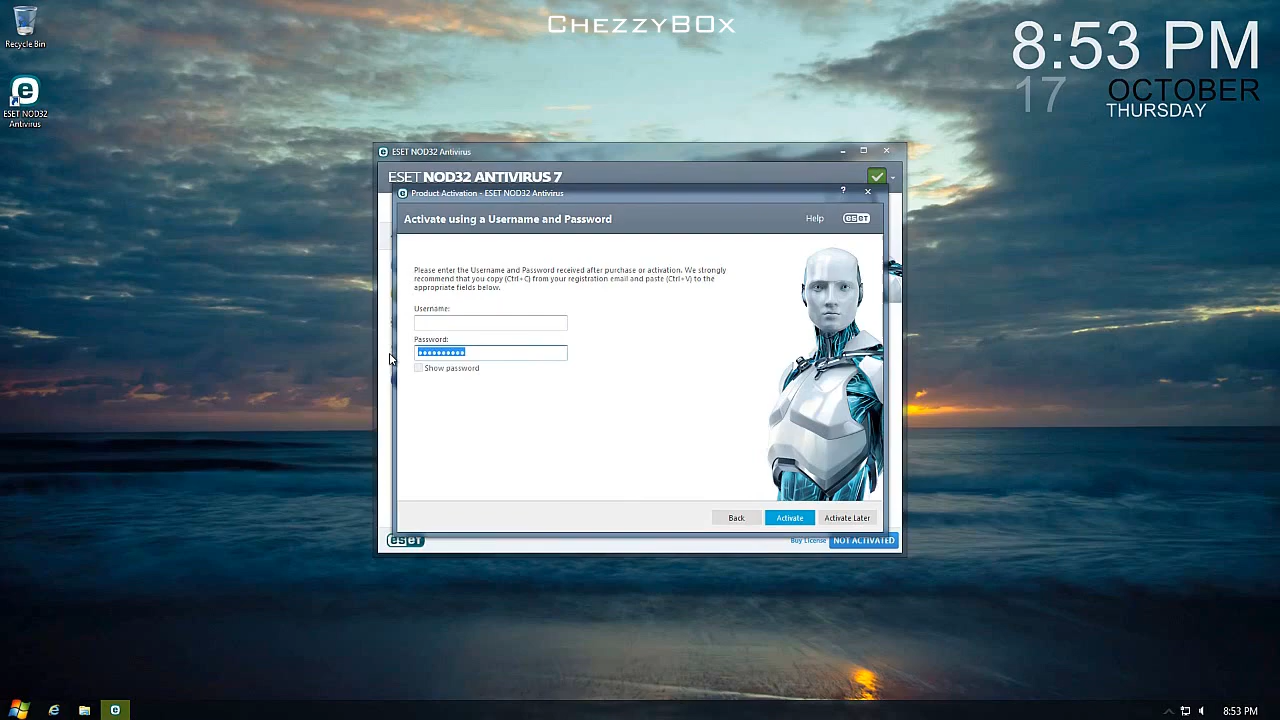 ChezzyBOx
8:53 PM
17 OCTOBER
THURSDAY
Recycle Bin
ESET NOD32
Antivirus
ESET NOD32 Antivirus
ESET NOD32 ANTIVIRUS 7
Product Activation - ESET NOD32 Antivirus
?
Activate using a Username and Password
Help
eset
Please enter the Username and Password received after purchase or activation. We strongly
recommend that you copy (Ctrl+C) from your registration email and paste (Ctrl+V) to the
appropriate fields below.
Username:
Password:
Show password
Back
Activate
Activate Later
eset
Buy License
NOT ACTIVATED
8:53 PM